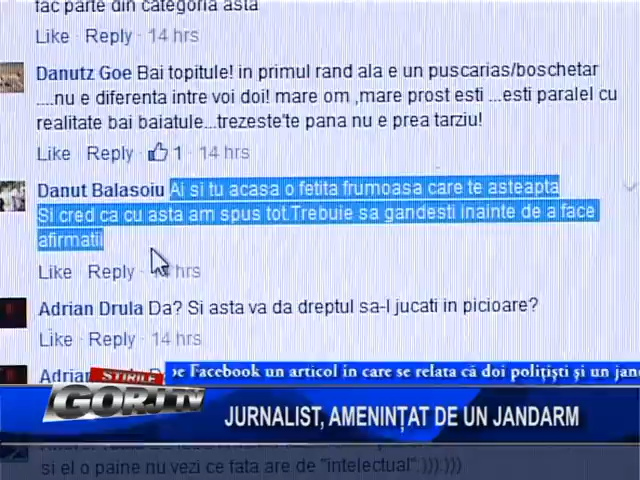 fac parte din categoria asta
Like · Reply · 14 hrs
Danutz Goe Bai topitule! in primul rand ala e un puscarias/boschetar
....nu e diferenta intre voi doi! mare om ,mare prost esti ...esti paralel cu
realitate bai baiatule...trezeste'te pana nu e prea tarziu!
Like Reply 1 · 14 hrs
Danut Balasoiu Ai si tu acasa o fetita frumoasa care te asteapta
Si cred ca cu asta am spus tot.Trebuie sa gandesti inainte de a face
afirmatii
Like Reply · hrs
Adrian Drula Da? Si asta va da dreptul sa-l jucati in picioare?
Like · Reply · 14 hrs
Adrian
ȘTIRILE
pe Facebook un articol în care se relata că doi polițiști și un jan
GORJ TV
JURNALIST, AMENINȚAT DE UN JANDARM
si el o paine nu vezi ce fata are de "intelectual".))):)))